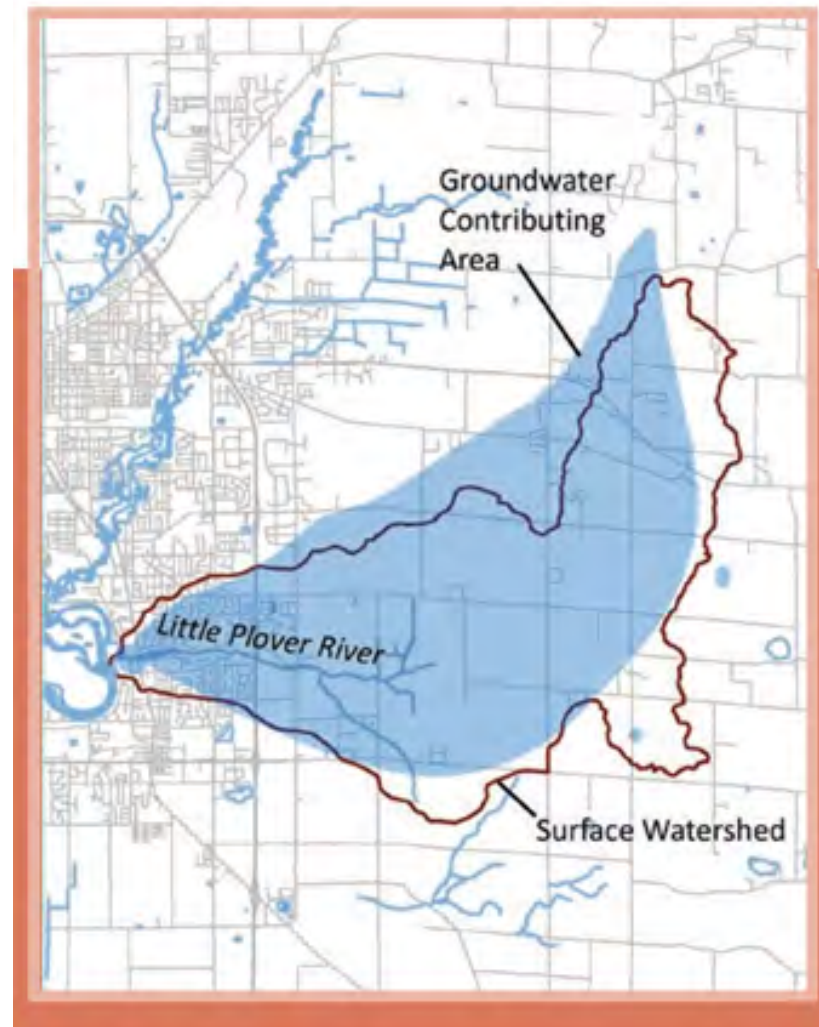 Groundwater
Contributing
Area
Little Plover River
Surface Watershed